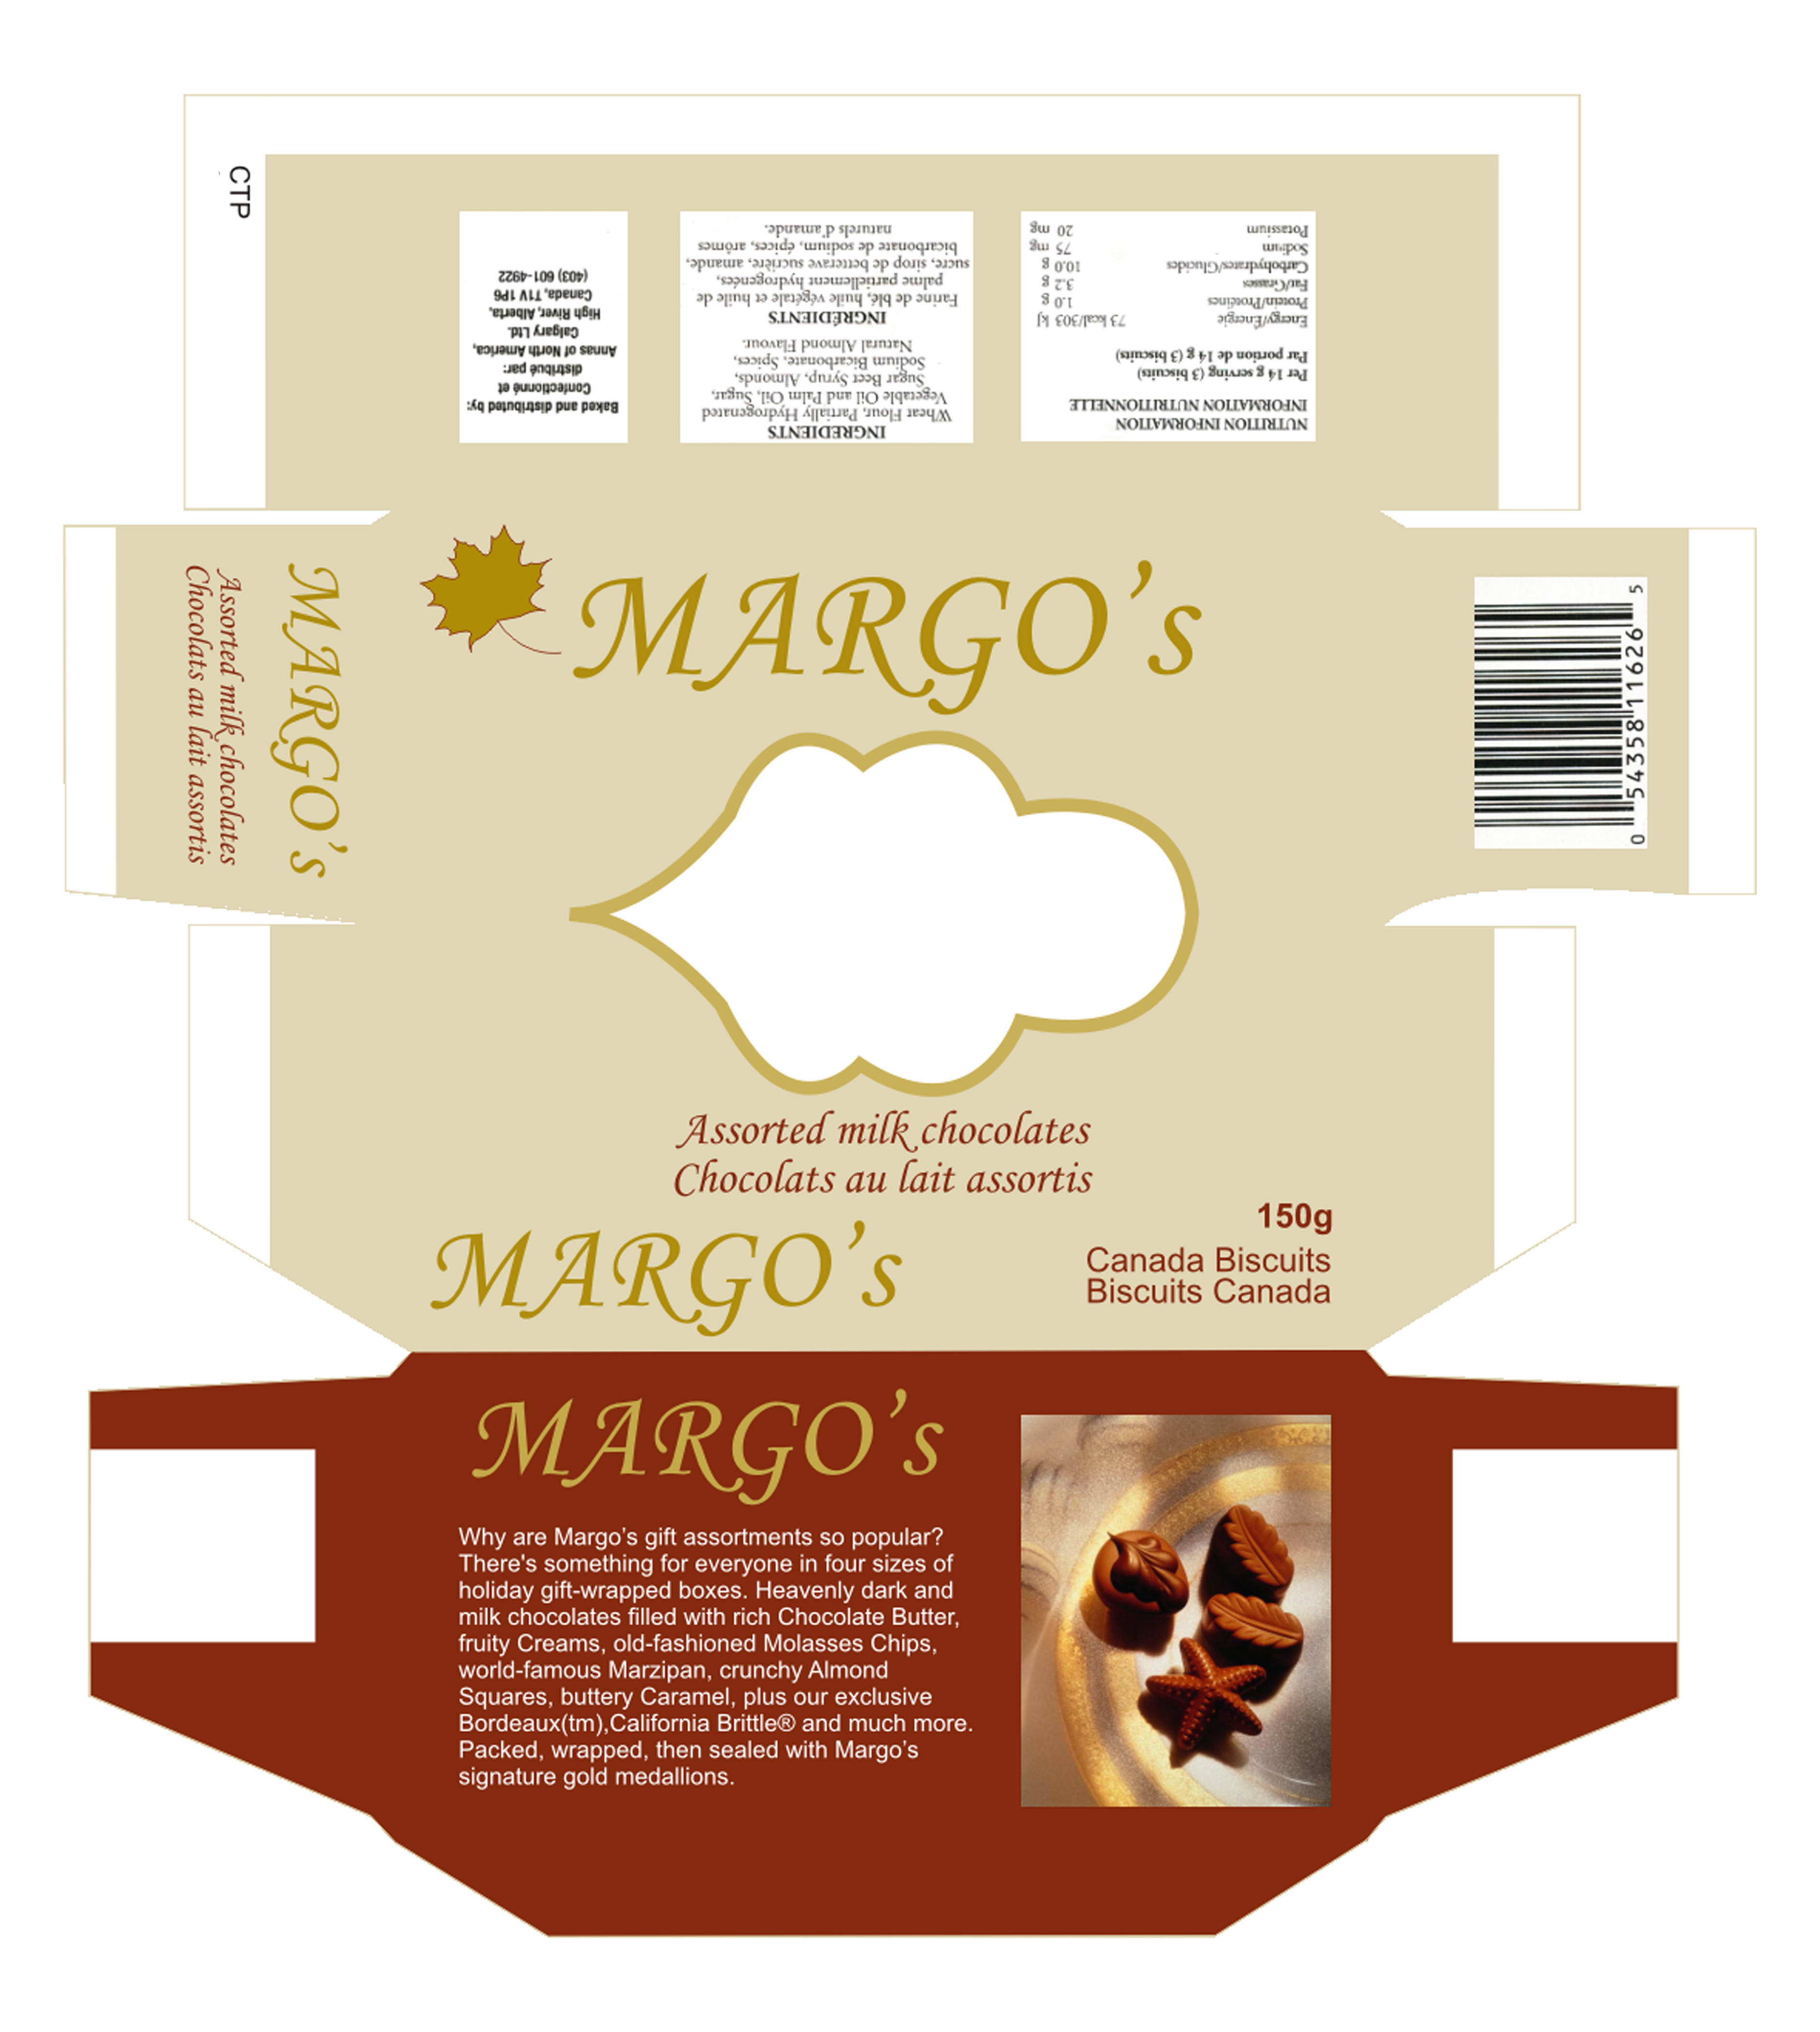 CTP
Baked and distributed by:
Confectionné et
distribué par:
Annas of North America,
Calgary Ltd.
High River, Alberta,
Canada, T1V 1P6
(403) 601-4922
INGREDIENTS
Wheat Flour, Partially Hydrogenated
Vegetable Oil and Palm Oil, Sugar,
Sugar Beet Syrup, Almonds,
Sodium Bicarbonate, Spices,
Natural Almond Flavour.
INGRÉDIENTS
Farine de blé, huile végétale et huile de
palme partiellement hydrogenées,
sucre, sirop de betterave sucrière, amande,
bicarbonate de sodium, épices, arômes
naturels d'amande.
NUTRITION INFORMATION
INFORMATION NUTRITIONNELLE
Per 14 g serving (3 biscuits)
Par portion de 14 g (3 biscuits)
Energy/Énergie 73 kcal/303 kJ
Protein/Protéines 1.0 g
Fat/Grasses 3.2 g
Carbohydrates/Glucides 10.0 g
Sodium 75 mg
Potassium 20 mg
MARGO's
Assorted milk chocolates
Chocolats au lait assortis
MARGO's
0 54358 11626 5
Assorted milk chocolates
Chocolats au lait assortis
150g
MARGO's
Canada Biscuits
Biscuits Canada
MARGO's
Why are Margo's gift assortments so popular?
There's something for everyone in four sizes of
holiday gift-wrapped boxes. Heavenly dark and
milk chocolates filled with rich Chocolate Butter,
fruity Creams, old-fashioned Molasses Chips,
world-famous Marzipan, crunchy Almond
Squares, buttery Caramel, plus our exclusive
Bordeaux(tm),California Brittle® and much more.
Packed, wrapped, then sealed with Margo's
signature gold medallions.